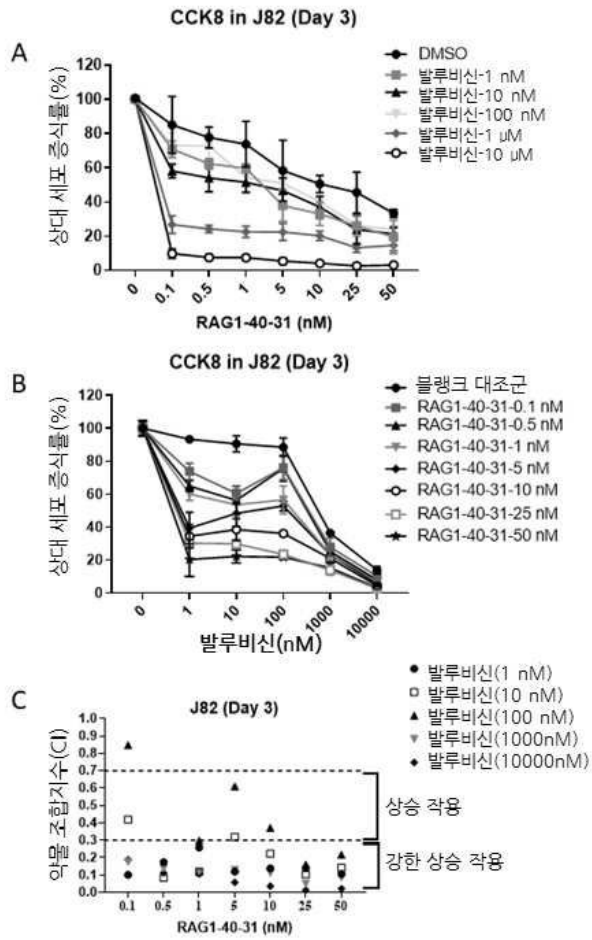 CCK8 in J82 (Day 3)
A
상대 세포 증식률(%)
120
100
80
60
40
20
0
0
0.1
0.5
1
5
10
25
50
RAG1-40-31 (nM)
DMSO
발루비신-1 nM
발루비신-10 nM
발루비신-100 nM
발루비신-1 μM
발루비신-10 μM
CCK8 in J82 (Day 3)
B
상대 세포 증식률(%)
120
100
80
60
40
20
0
0
1
10
100
1000
10000
발루비신(nM)
블랭크 대조군
RAG1-40-31-0.1 nM
RAG1-40-31-0.5 nM
RAG1-40-31-1 nM
RAG1-40-31-5 nM
RAG1-40-31-10 nM
RAG1-40-31-25 nM
RAG1-40-31-50 nM
C
J82 (Day 3)
약물 조합지수(CI)
1.0
0.9
0.8
0.7
0.6
0.5
0.4
0.3
0.2
0.1
0.0
0.1
0.5
1
5
10
25
50
RAG1-40-31 (nM)
발루비신(1 nM)
발루비신(10 nM)
발루비신(100 nM)
발루비신(1000nM)
발루비신(10000nM)
상승 작용
강한 상승 작용